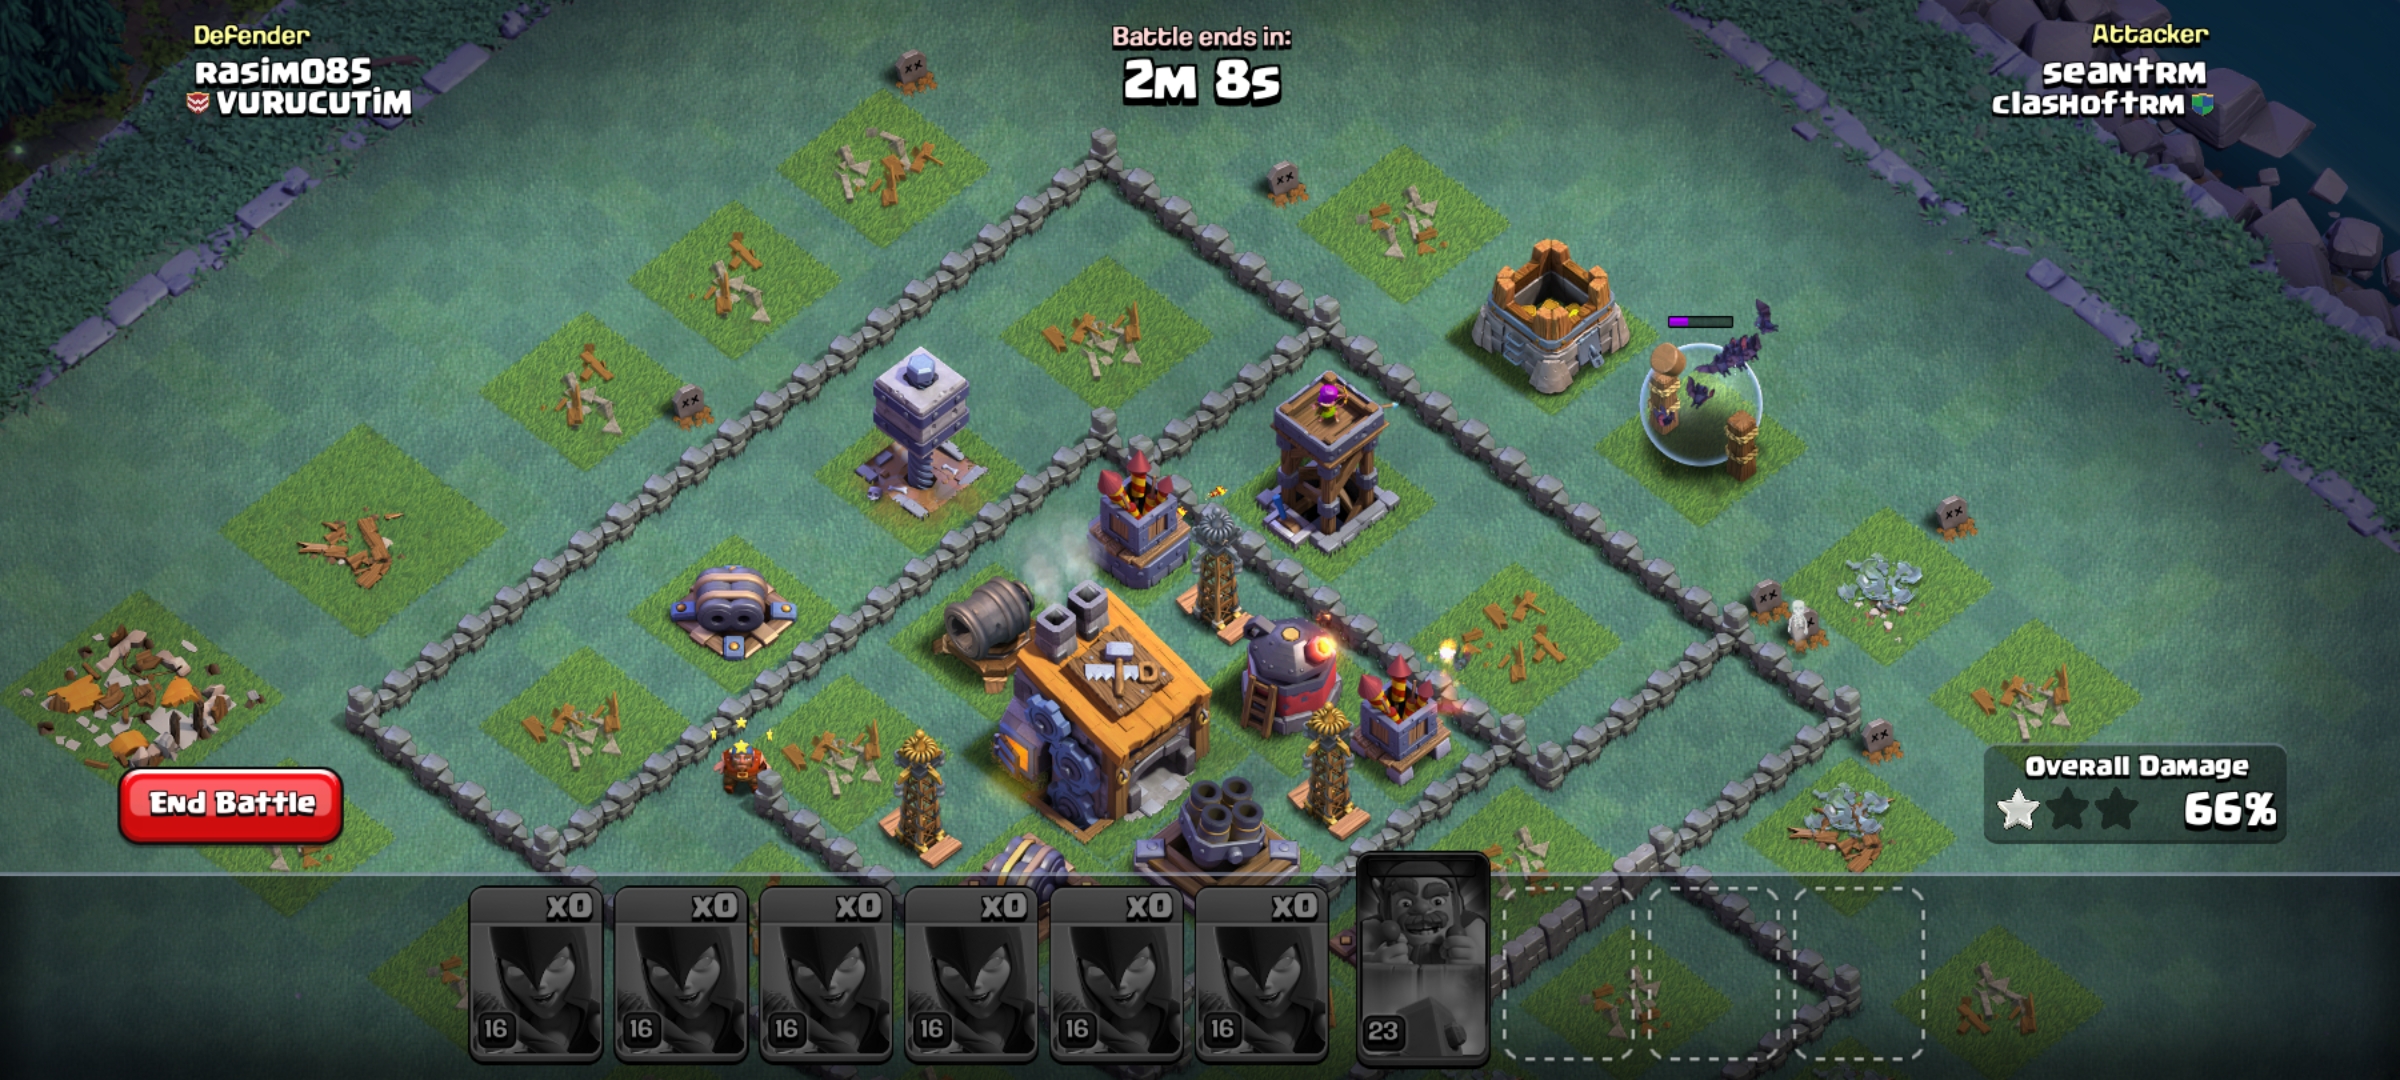 Defender
rasim085
VURUCUTİM
Battle ends in:
2m 8s
Attacker
seantrm
clashoftrm
End Battle
Overall Damage
66%
x0 x0 x0 x0 x0 x0
16 16 16 16 16 16 23